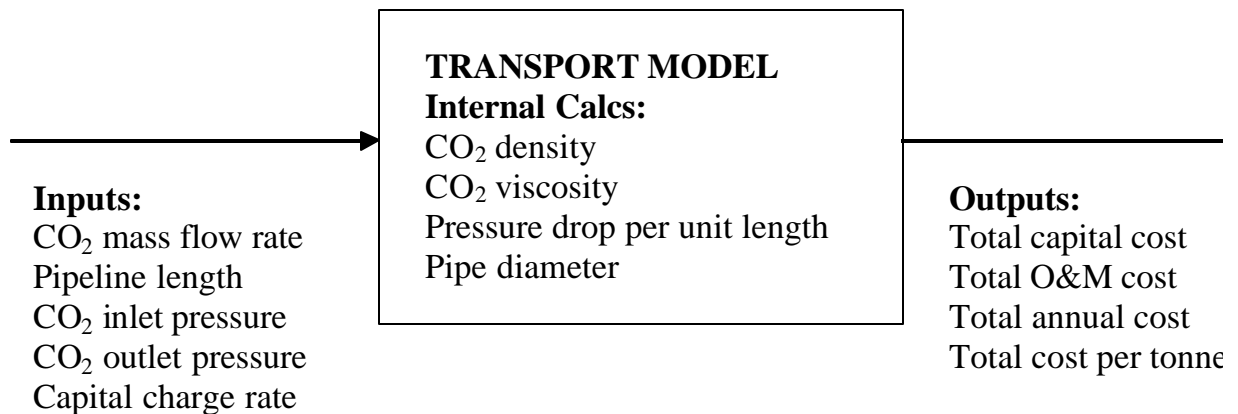 TRANSPORT MODEL
Internal Calcs:
CO₂ density
CO₂ viscosity
Pressure drop per unit length
Pipe diameter
Inputs:
CO₂ mass flow rate
Pipeline length
CO₂ inlet pressure
CO₂ outlet pressure
Capital charge rate
Outputs:
Total capital cost
Total O&M cost
Total annual cost
Total cost per tonne